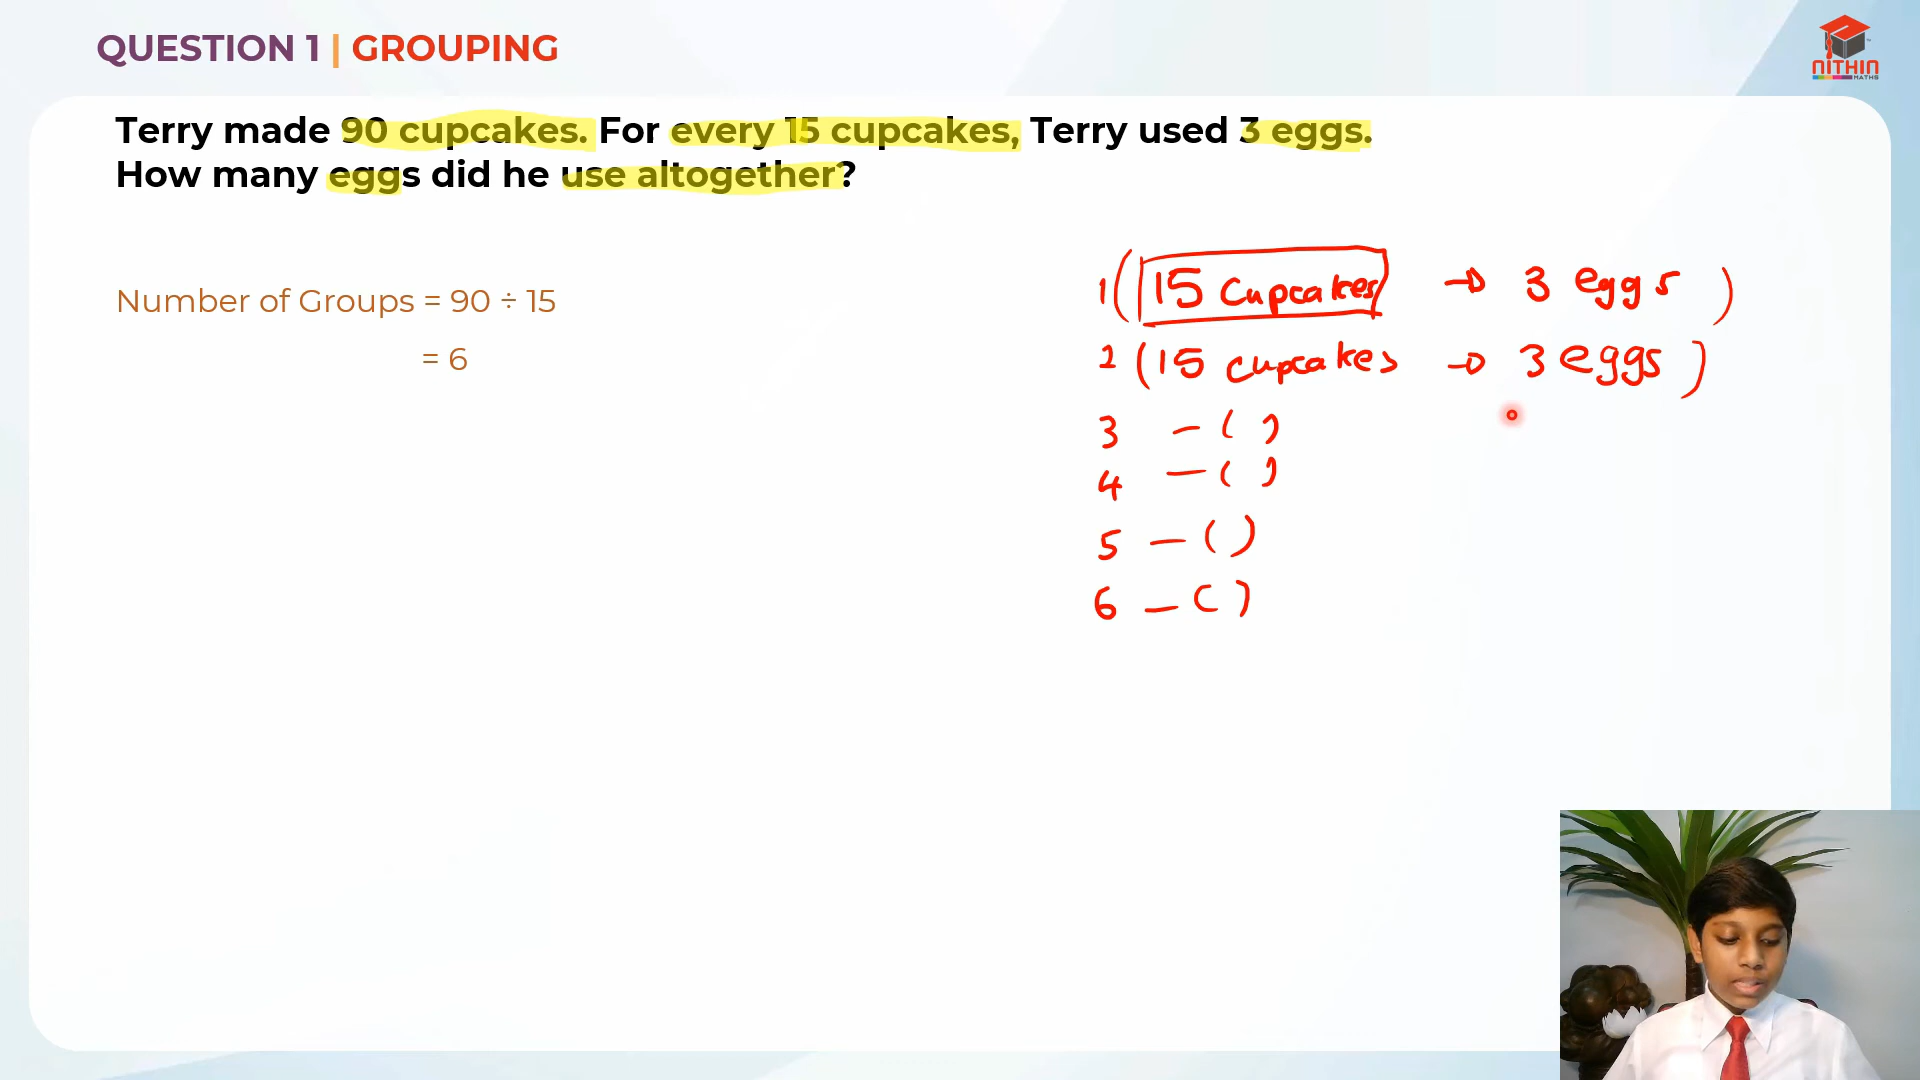 QUESTION 1 | GROUPING
NITHIN
MATHS
Terry made 90 cupcakes. For every 15 cupcakes, Terry used 3 eggs.
How many eggs did he use altogether?
Number of Groups = 90 ÷ 15
= 6
1 (15 cupcakes → 3 eggs)
2 (15 cupcakes → 3 eggs)
3 – ( )
4 – ( )
5 – ( )
6 – ( )